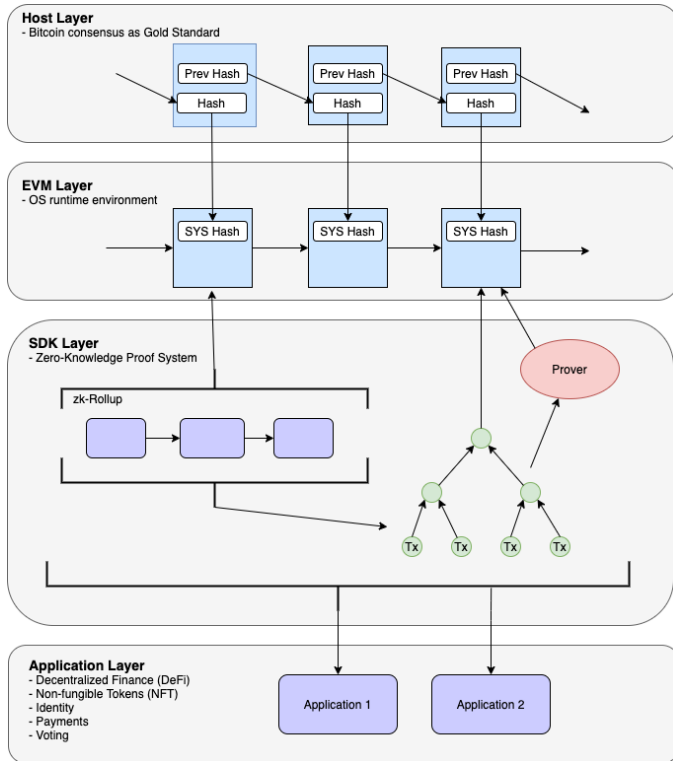 Host Layer
- Bitcoin consensus as Gold Standard
Prev Hash
Prev Hash
Prev Hash
Hash
Hash
Hash
EVM Layer
- OS runtime environment
SYS Hash
SYS Hash
SYS Hash
SDK Layer
- Zero-Knowledge Proof System
Prover
zk-Rollup
Tx
Tx
Tx
Tx
Application Layer
- Decentralized Finance (DeFi)
- Non-fungible Tokens (NFT)
- Identity
- Payments
- Voting
Application 1
Application 2